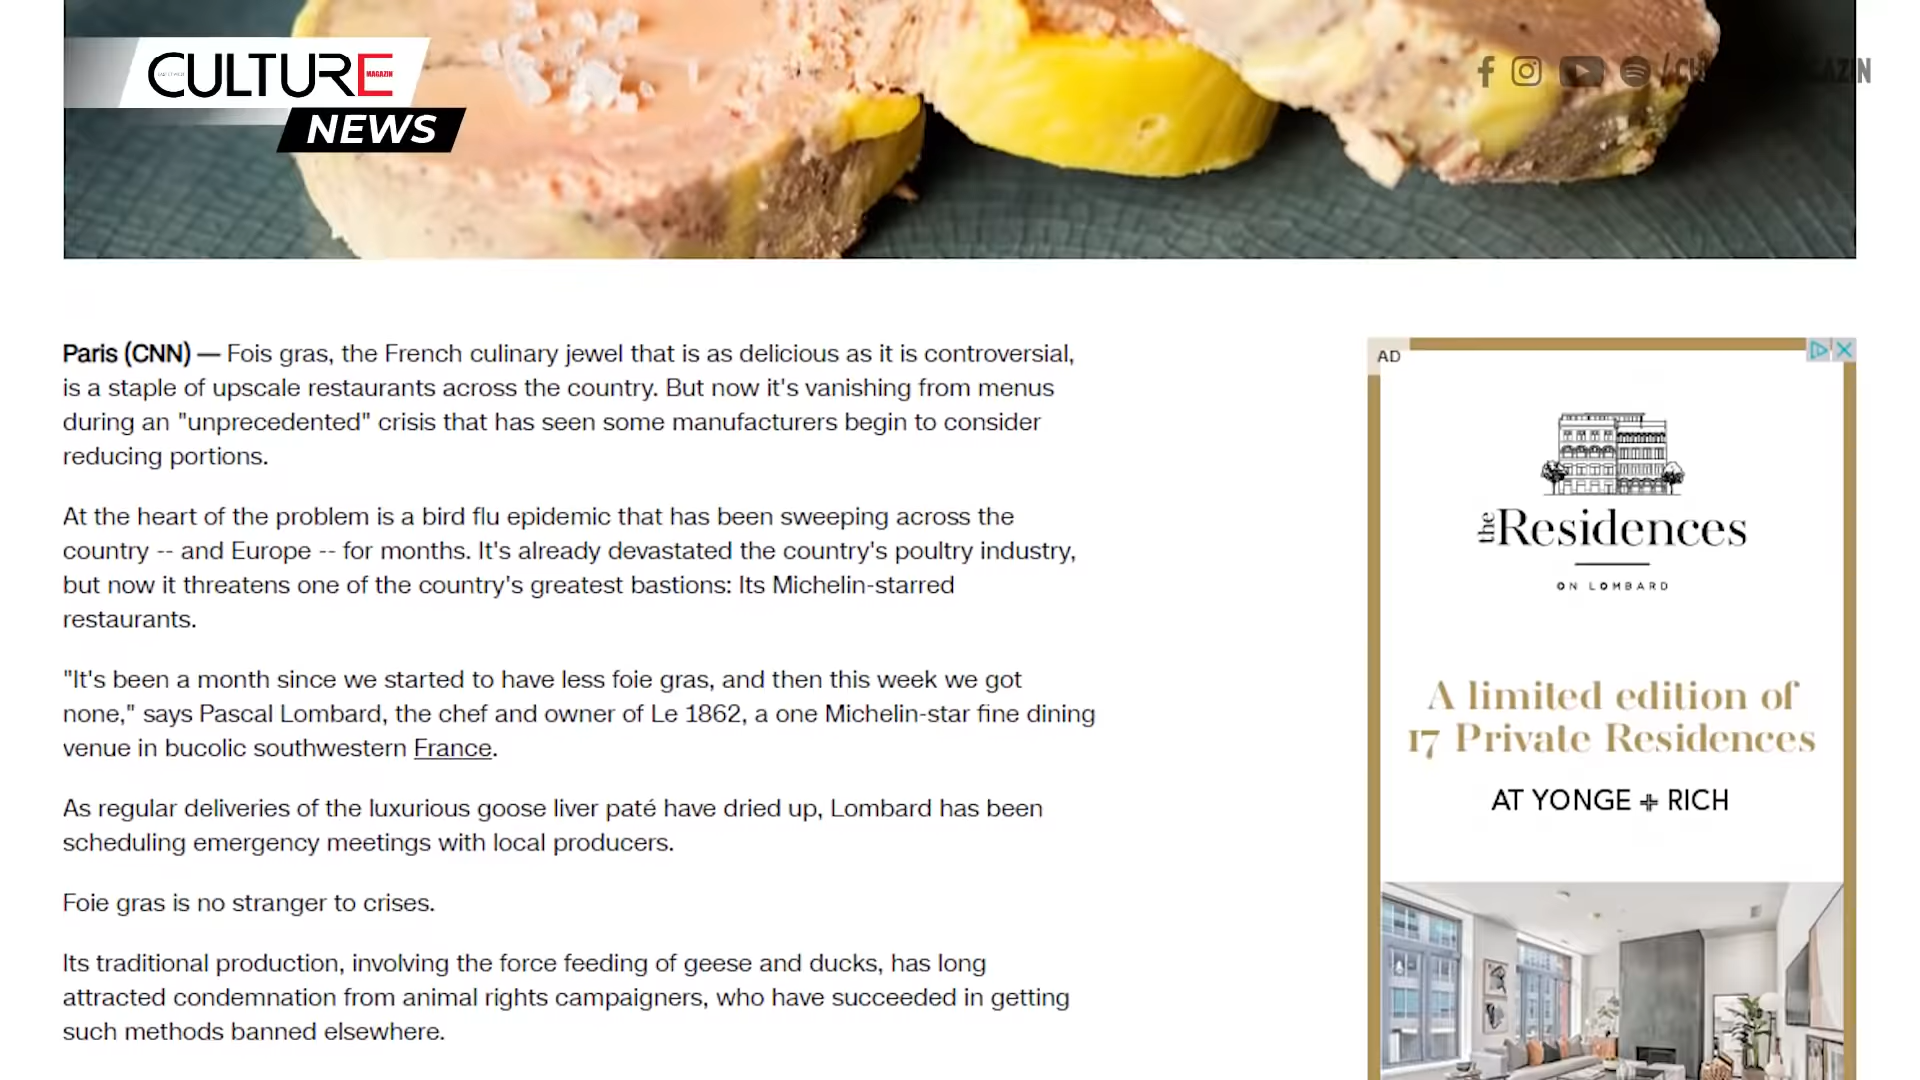 CULTURE
MAGAZIN
NEWS
Paris (CNN) — Fois gras, the French culinary jewel that is as delicious as it is controversial,
is a staple of upscale restaurants across the country. But now it's vanishing from menus
during an "unprecedented" crisis that has seen some manufacturers begin to consider
reducing portions.
At the heart of the problem is a bird flu epidemic that has been sweeping across the
country -- and Europe -- for months. It's already devastated the country's poultry industry,
but now it threatens one of the country's greatest bastions: Its Michelin-starred
restaurants.
"It's been a month since we started to have less foie gras, and then this week we got
none," says Pascal Lombard, the chef and owner of Le 1862, a one Michelin-star fine dining
venue in bucolic southwestern France.
As regular deliveries of the luxurious goose liver paté have dried up, Lombard has been
scheduling emergency meetings with local producers.
Foie gras is no stranger to crises.
Its traditional production, involving the force feeding of geese and ducks, has long
attracted condemnation from animal rights campaigners, who have succeeded in getting
such methods banned elsewhere.
AD
the Residences
ON LOMBARD
A limited edition of
17 Private Residences
AT YONGE + RICH